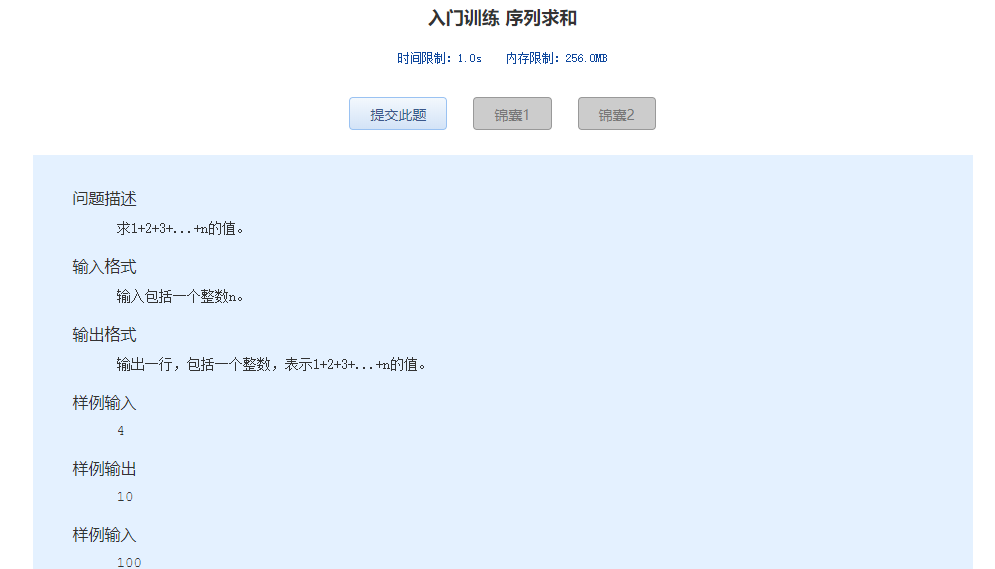 入门训练 序列求和
时间限制：1.0s 内存限制：256.0MB
提交此题 锦囊1 锦囊2
问题描述
求1+2+3+...+n的值。
输入格式
输入包括一个整数n。
输出格式
输出一行，包括一个整数，表示1+2+3+...+n的值。
样例输入
4
样例输出
10
样例输入
100